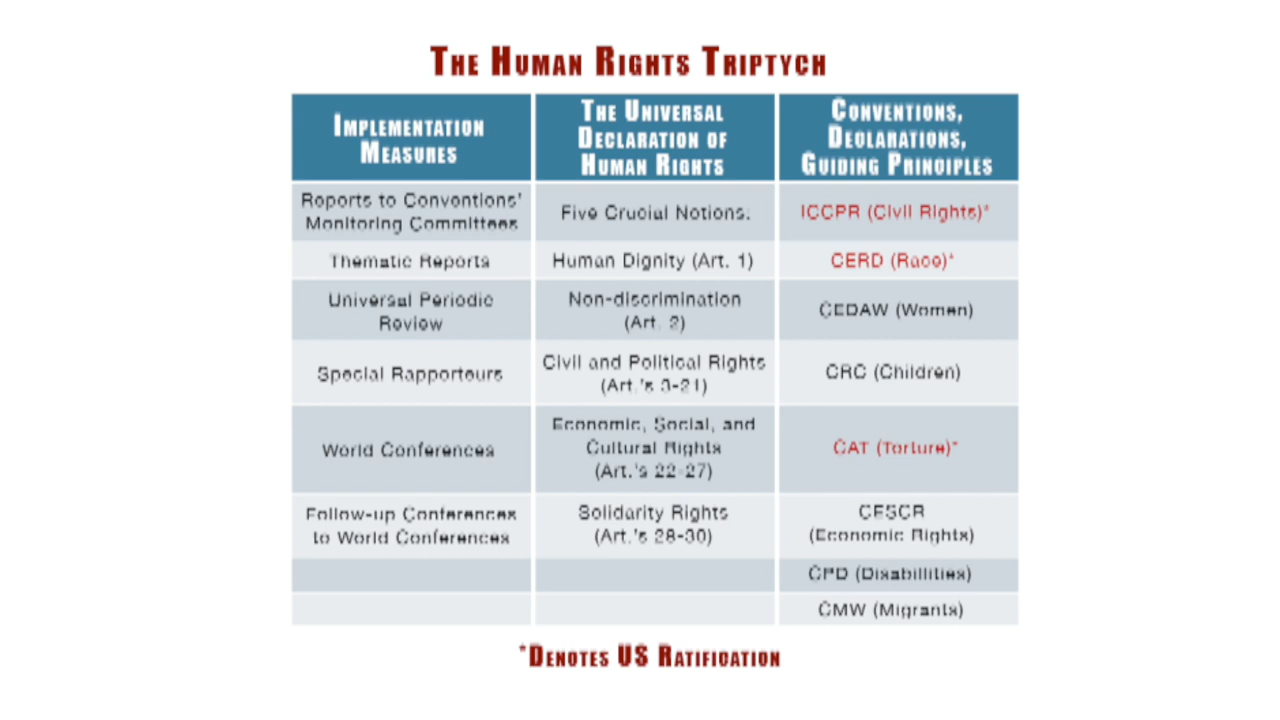 THE HUMAN RIGHTS TRIPTYCH
IMPLEMENTATION
MEASURES
THE UNIVERSAL
DECLARATION OF
HUMAN RIGHTS
CONVENTIONS,
DECLARATIONS,
GUIDING PRINCIPLES
Reports to Conventions'
Monitoring Committees
Five Crucial Notions:
ICCPR (Civil Rights)*
Thematic Reports
Human Dignity (Art. 1)
CERD (Race)*
Universal Periodic
Review
Non-discrimination
(Art. 2)
CEDAW (Women)
Special Rapporteurs
Civil and Political Rights
(Art.'s 3-21)
CRC (Children)
World Conferences
Economic, Social, and
Cultural Rights
(Art.'s 22-27)
CAT (Torture)*
Follow-up Conferences
to World Conferences
Solidarity Rights
(Art.'s 28-30)
CESCR
(Economic Rights)
CPD (Disabillities)
CMW (Migrants)
*DENOTES US RATIFICATION